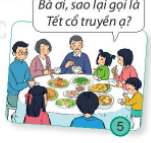 Bà ơi, sao lại gọi là
Tết cổ truyền ạ?
5